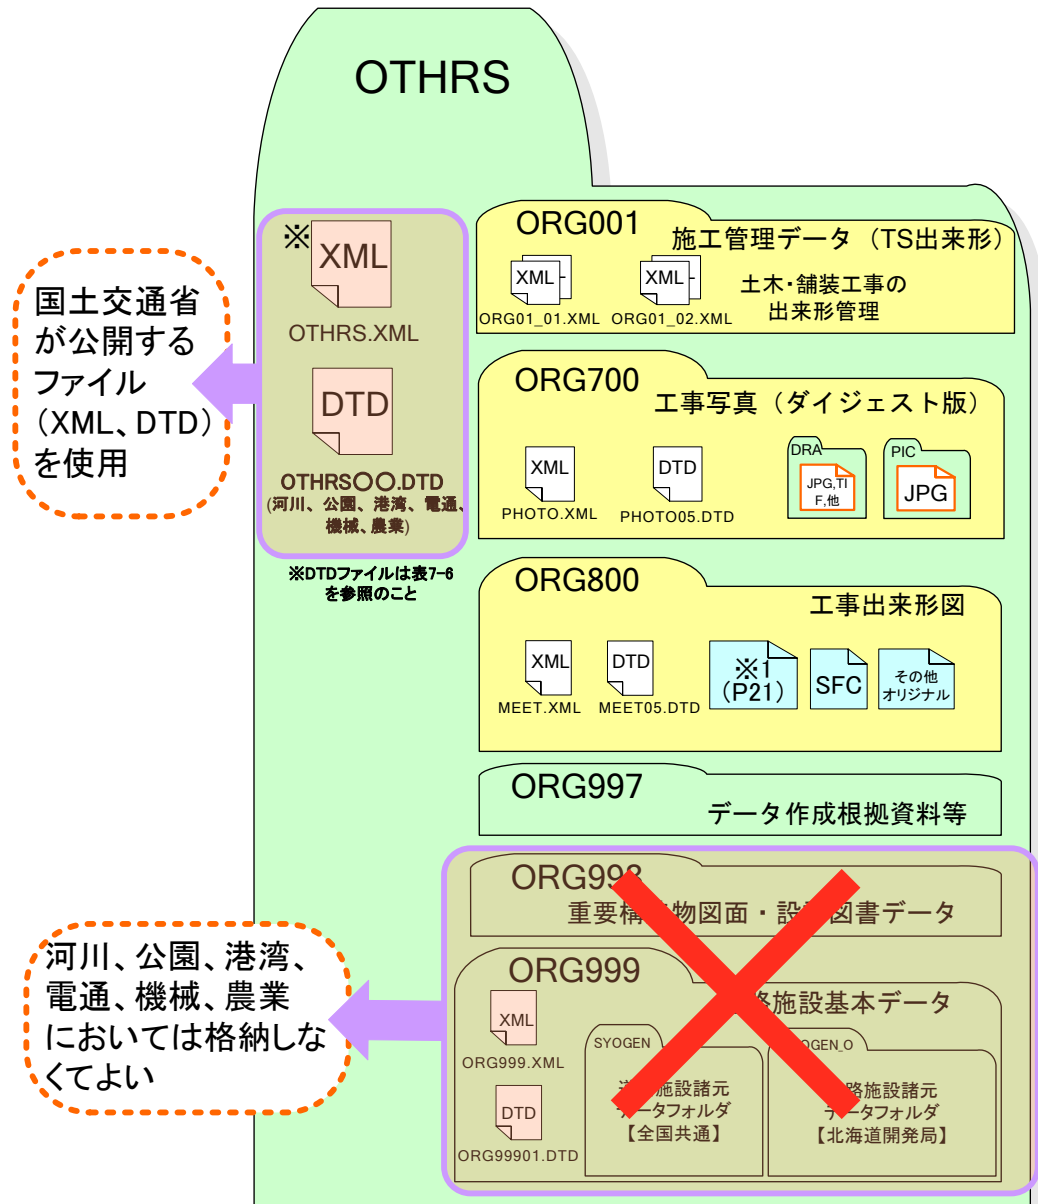 OTHRS
※
XML
OTHRS.XML
DTD
OTHRS〇〇.DTD
(河川、公園、港湾、電通、
機械、農業)
※DTDファイルは表7-6
を参照のこと
国土交通省
が公開する
ファイル
（XML、DTD）
を使用
ORG001
施工管理データ（TS出来形）
XML
XML
ORG01_01.XML
ORG01_02.XML
土木・舗装工事の
出来形管理
ORG700
工事写真（ダイジェスト版）
XML
PHOTO.XML
DTD
PHOTO05.DTD
DRA
JPG,TI
F,他
PIC
JPG
ORG800
工事出来形図
XML
MEET.XML
DTD
MEET05.DTD
※1
(P21)
SFC
その他
オリジナル
ORG997
データ作成根拠資料等
ORG998
重要構物図面・設図書データ
河川、公園、港湾、
電通、機械、農業
においては格納しな
くてよい
ORG999
路施設基本データ
XML
ORG999.XML
DTD
ORG99901.DTD
SYOGEN
施設諸元
データフォルダ
【全国共通】
OGEN_O
路施設諸元
データフォルダ
【北海道開発局】